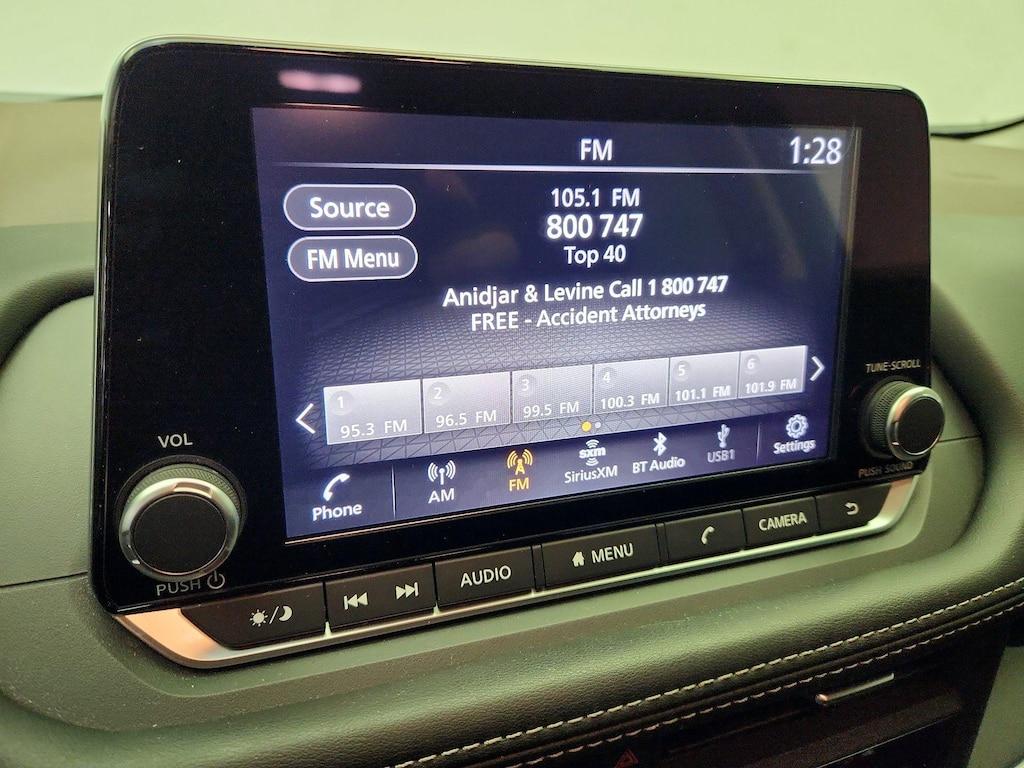 FM 1:28
Source
FM Menu
105.1 FM
800 747
Top 40
Anidjar & Levine Call 1 800 747
FREE - Accident Attorneys
1 2 3 4 5 6
95.3 FM 96.5 FM 99.5 FM 100.3 FM 101.1 FM 101.9 FM
Phone AM FM sxm SiriusXM BT Audio USB1 Settings
VOL
PUSH
TUNE-SCROLL
PUSH SOUND
AUDIO MENU CAMERA